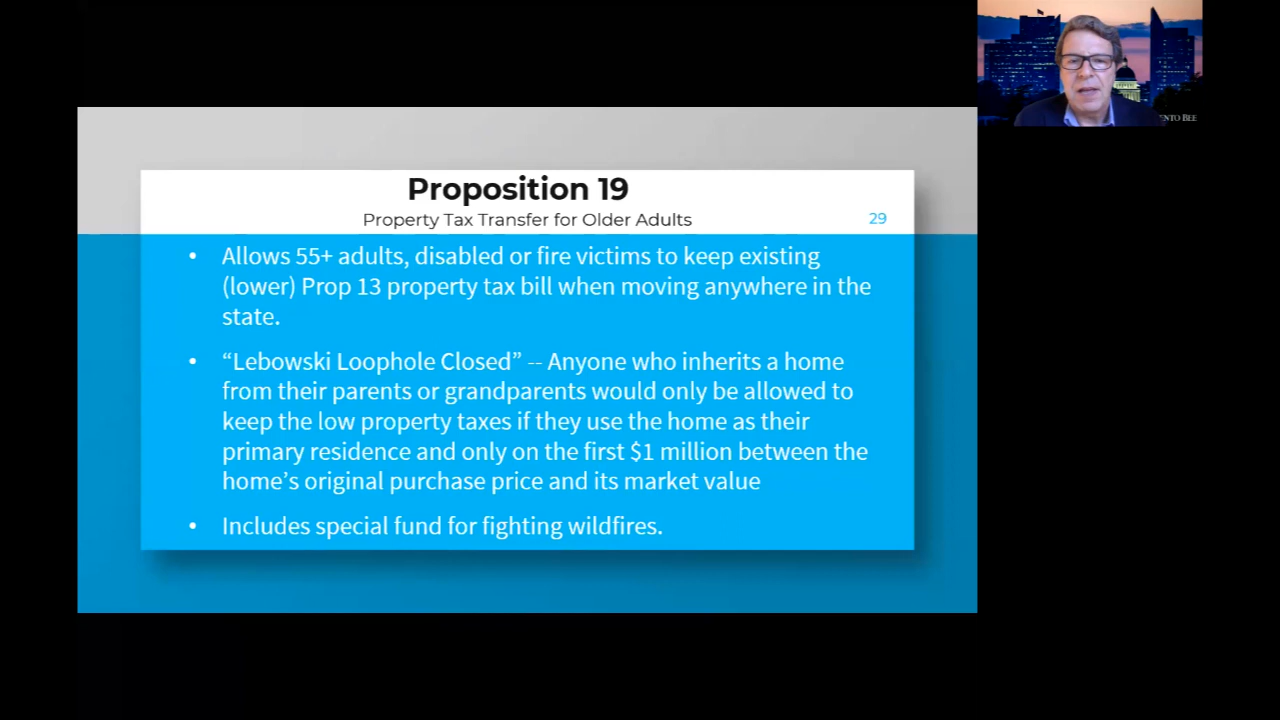 Proposition 19
Property Tax Transfer for Older Adults
29
• Allows 55+ adults, disabled or fire victims to keep existing
(lower) Prop 13 property tax bill when moving anywhere in the
state.
• “Lebowski Loophole Closed” -- Anyone who inherits a home
from their parents or grandparents would only be allowed to
keep the low property taxes if they use the home as their
primary residence and only on the first $1 million between the
home’s original purchase price and its market value
• Includes special fund for fighting wildfires.
ENTO BEE